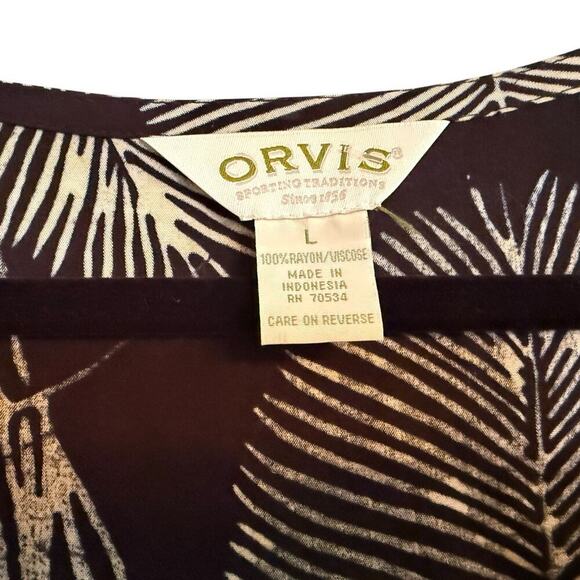 ORVIS®
SPORTING TRADITIONS
Since 1856
L
100% RAYON/VISCOSE
MADE IN
INDONESIA
RN 70534
CARE ON REVERSE